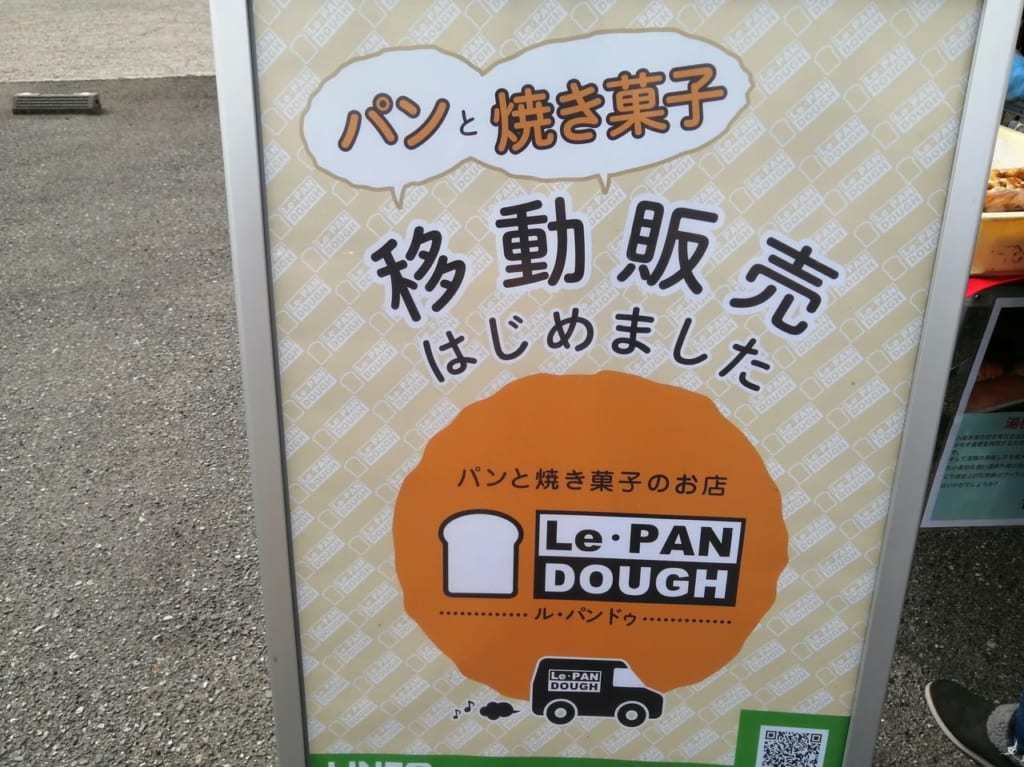 パンと焼き菓子
移動販売
はじめました
パンと焼き菓子のお店
Le・PAN
DOUGH
ル・パンドゥ
Le・PAN
DOUGH